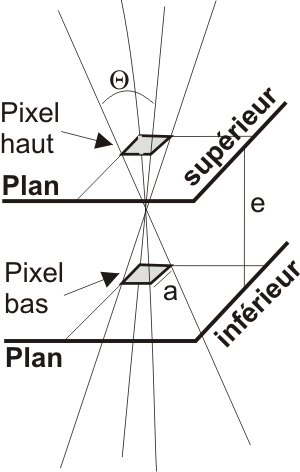 Θ
Pixel
haut
supérieur
Plan
e
Pixel
bas
a
inférieur
Plan